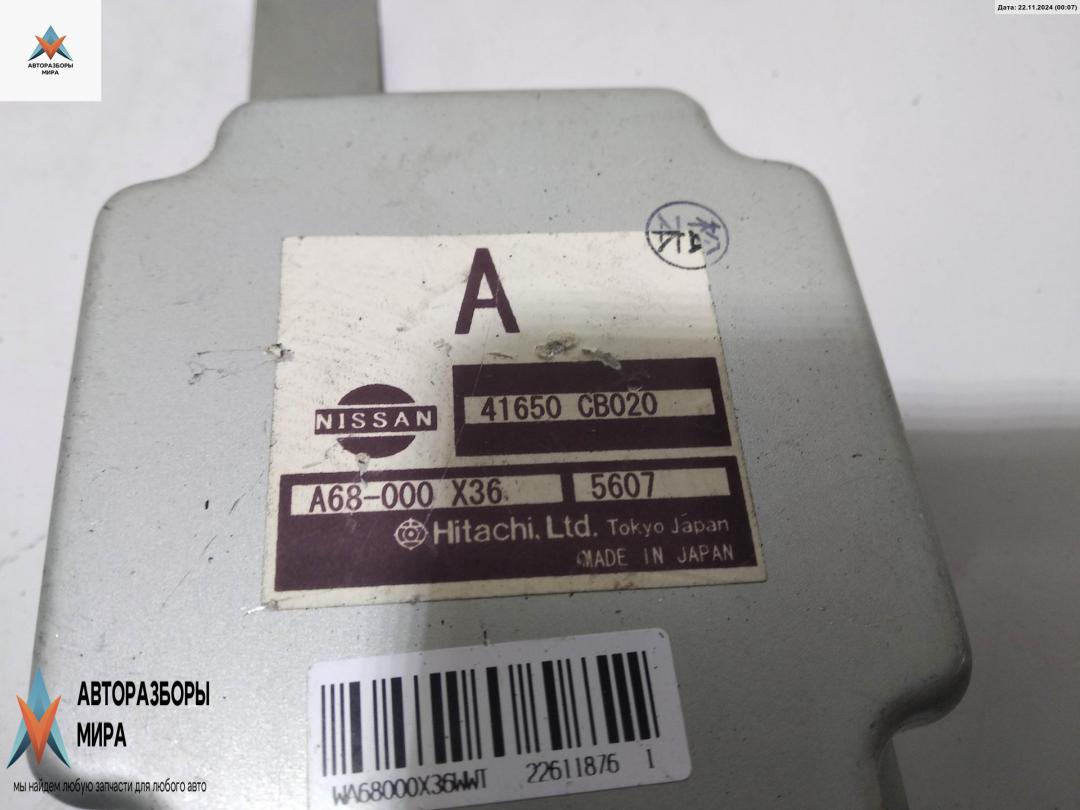 Дата: 22.11.2024 (00:07)
АВТОРАЗБОРЫ
МИРА
A
NISSAN
41650 CB020
A68-000 X36
5607
Hitachi, Ltd. Tokyo Japan
MADE IN JAPAN
WA68000X36WWT 22611876 1
АВТОРАЗБОРЫ
МИРА
мы найдем любую запчасти для любого авто